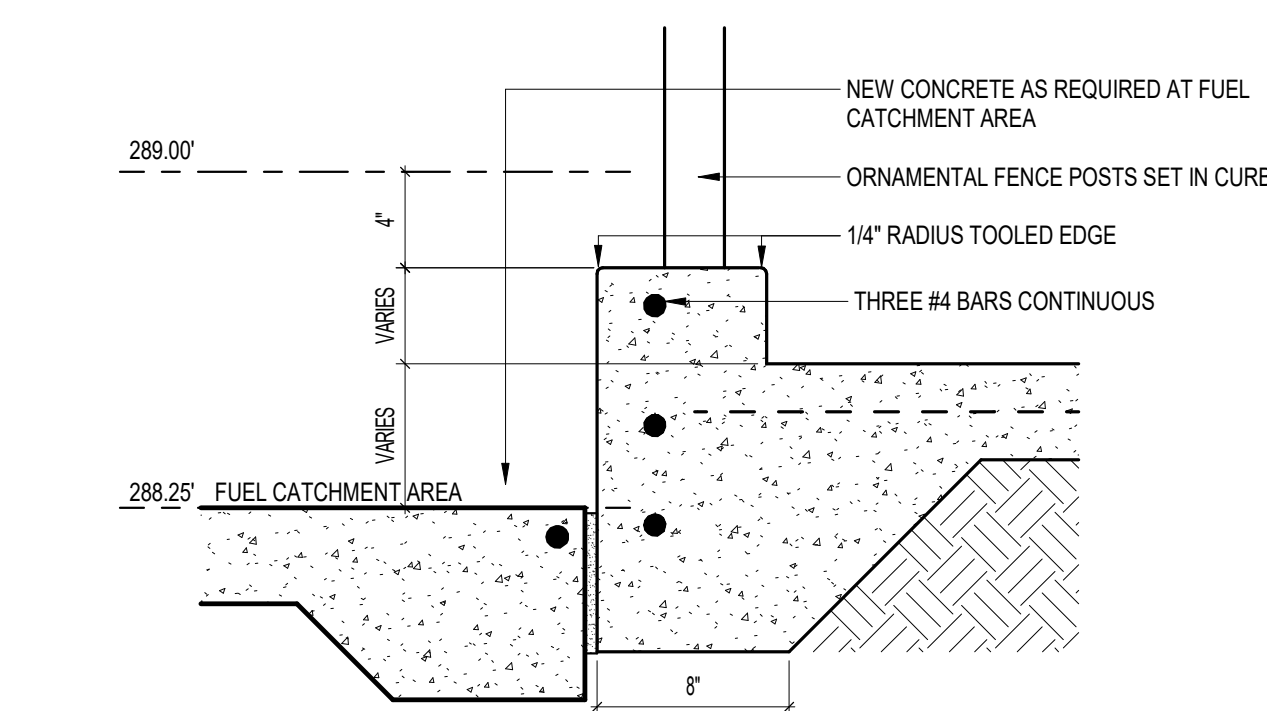 NEW CONCRETE AS REQUIRED AT FUEL
CATCHMENT AREA
289.00'
ORNAMENTAL FENCE POSTS SET IN CURB
4"
1/4" RADIUS TOOLED EDGE
THREE #4 BARS CONTINUOUS
VARIES
VARIES
288.25' FUEL CATCHMENT AREA
8"